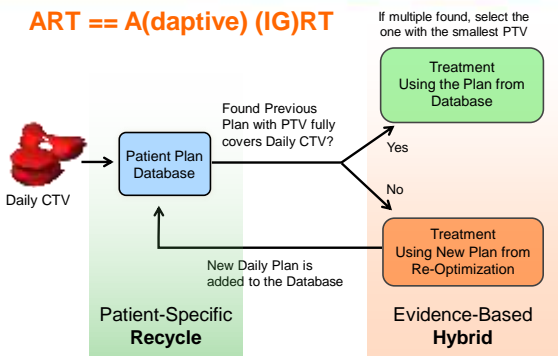 ART == A(daptive) (IG)RT
If multiple found, select the
one with the smallest PTV
Treatment
Using the Plan from
Database
Found Previous
Plan with PTV fully
covers Daily CTV?
Yes
Patient Plan
Database
Daily CTV
No
Treatment
Using New Plan from
Re-Optimization
New Daily Plan is
added to the Database
Patient-Specific
Recycle
Evidence-Based
Hybrid